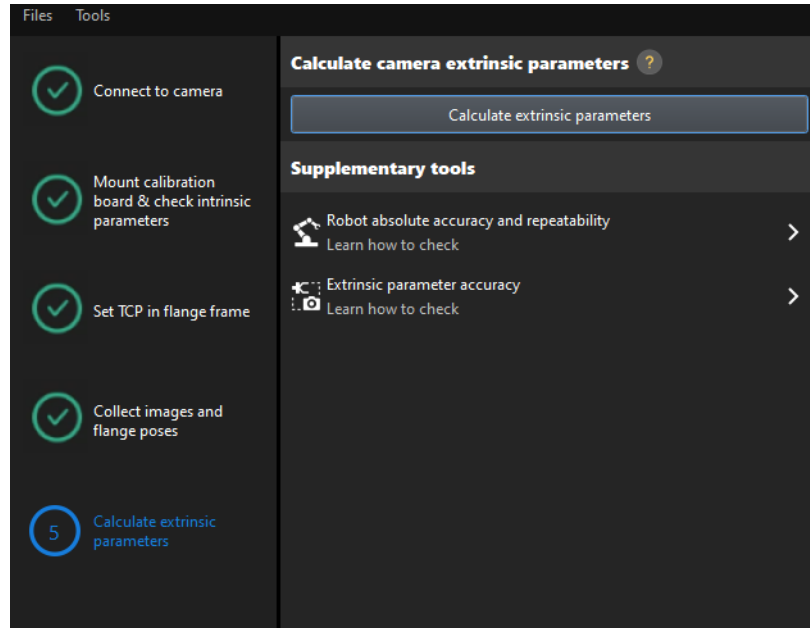 Files Tools
Connect to camera
Mount calibration
board & check intrinsic
parameters
Set TCP in flange frame
Collect images and
flange poses
5
Calculate extrinsic
parameters
Calculate camera extrinsic parameters ?
Calculate extrinsic parameters
Supplementary tools
Robot absolute accuracy and repeatability
Learn how to check
Extrinsic parameter accuracy
Learn how to check